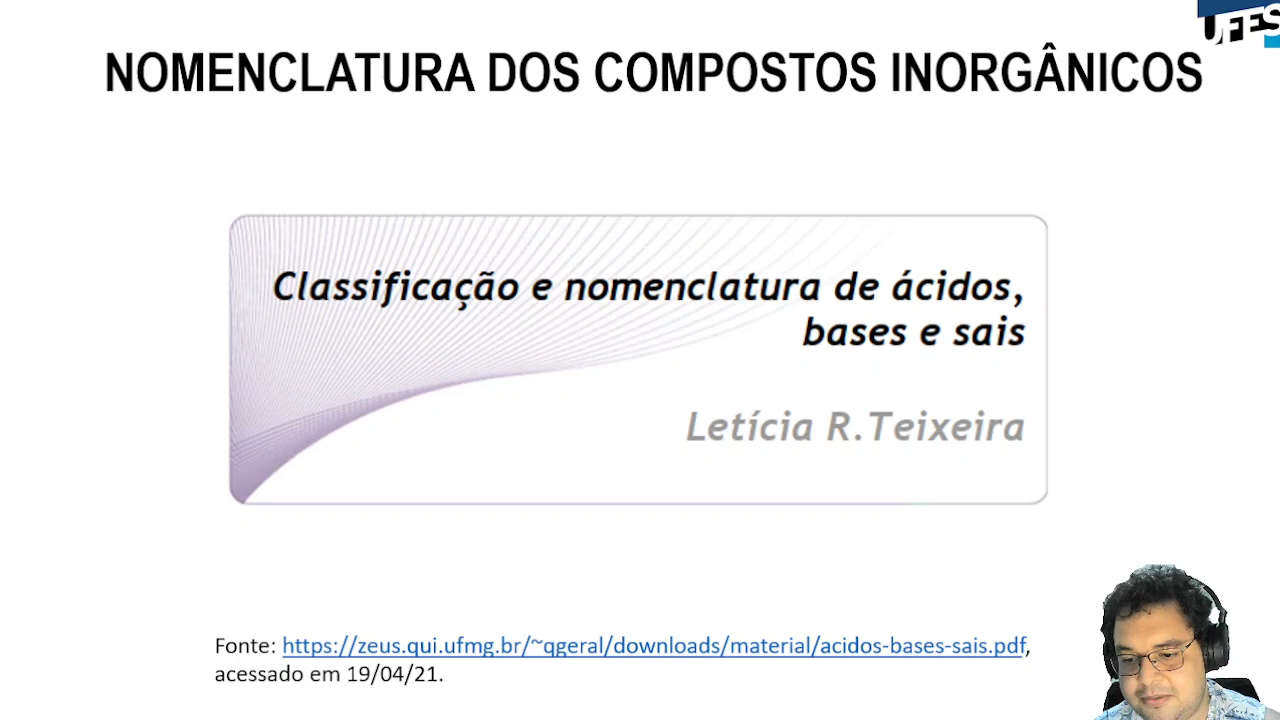 UFES
NOMENCLATURA DOS COMPOSTOS INORGÂNICOS
Classificação e nomenclatura de ácidos,
bases e sais
Letícia R.Teixeira
Fonte: https://zeus.qui.ufmg.br/~qgeral/downloads/material/acidos-bases-sais.pdf,
acessado em 19/04/21.